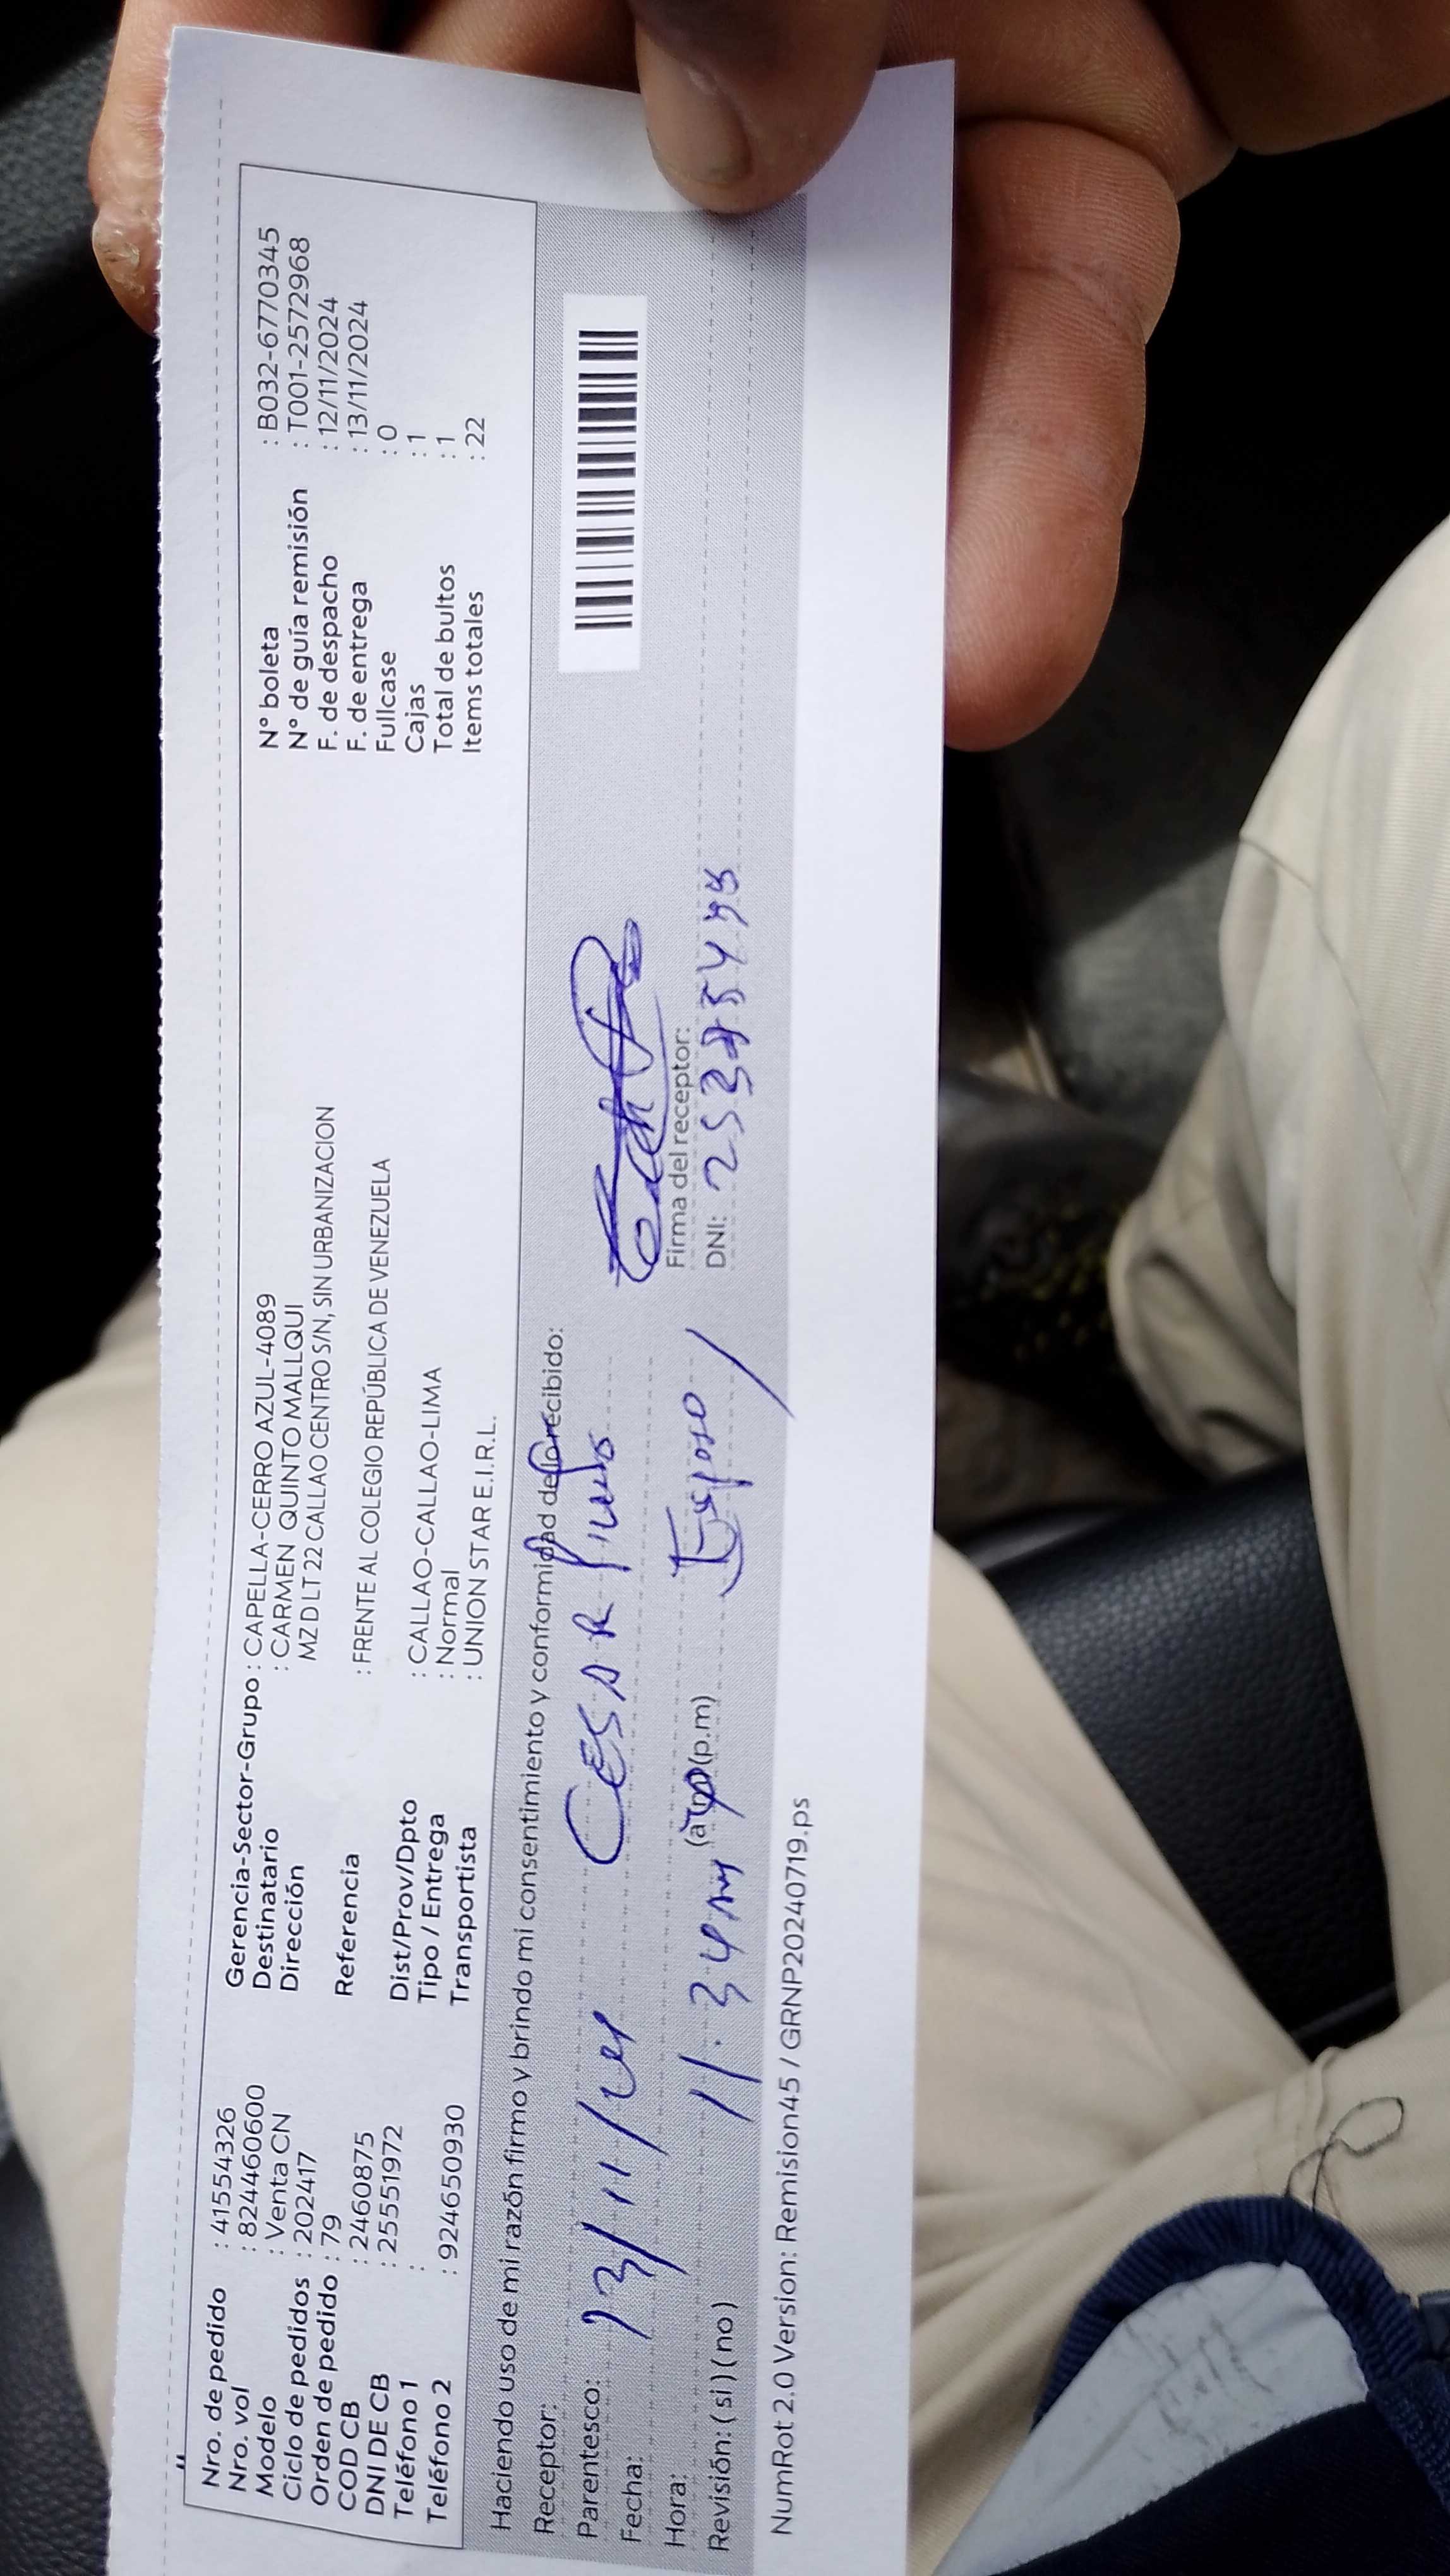 Nro. de pedido : 41554326
Nro. vol : 824460600
Modelo : Venta CN
Ciclo de pedidos : 202417
Orden de pedido : 79
COD CB : 2460875
DNI DE CB : 25551972
Teléfono 1 :
Teléfono 2 : 924650930
Gerencia-Sector-Grupo : CAPELLA-CERRO AZUL-4089
Destinatario : CARMEN QUINTO MALLQUI
Dirección MZ D LT 22 CALLAO CENTRO S/N, SIN URBANIZACION
Referencia : FRENTE AL COLEGIO REPÚBLICA DE VENEZUELA
Dist/Prov/Dpto : CALLAO-CALLAO-LIMA
Tipo / Entrega : Normal
Transportista : UNION STAR E.I.R.L.
N° boleta : B032-6770345
N° de guía remisión : T001-2572968
F. de despacho : 12/11/2024
F. de entrega : 13/11/2024
Fullcase : 0
Cajas : 1
Total de bultos : 1
Items totales : 22
Haciendo uso de mi razón firmo y brindo mi consentimiento y conformidad de lo recibido:
Receptor: CESAR
Parentesco: Esposo
Fecha: 13/11/24
Hora: 11:34 (p.m)
Revisión: ( si ) ( no )
Firma del receptor:
DNI:
NumRot 2.0 Version: Remision45 / GRNP20240719.ps